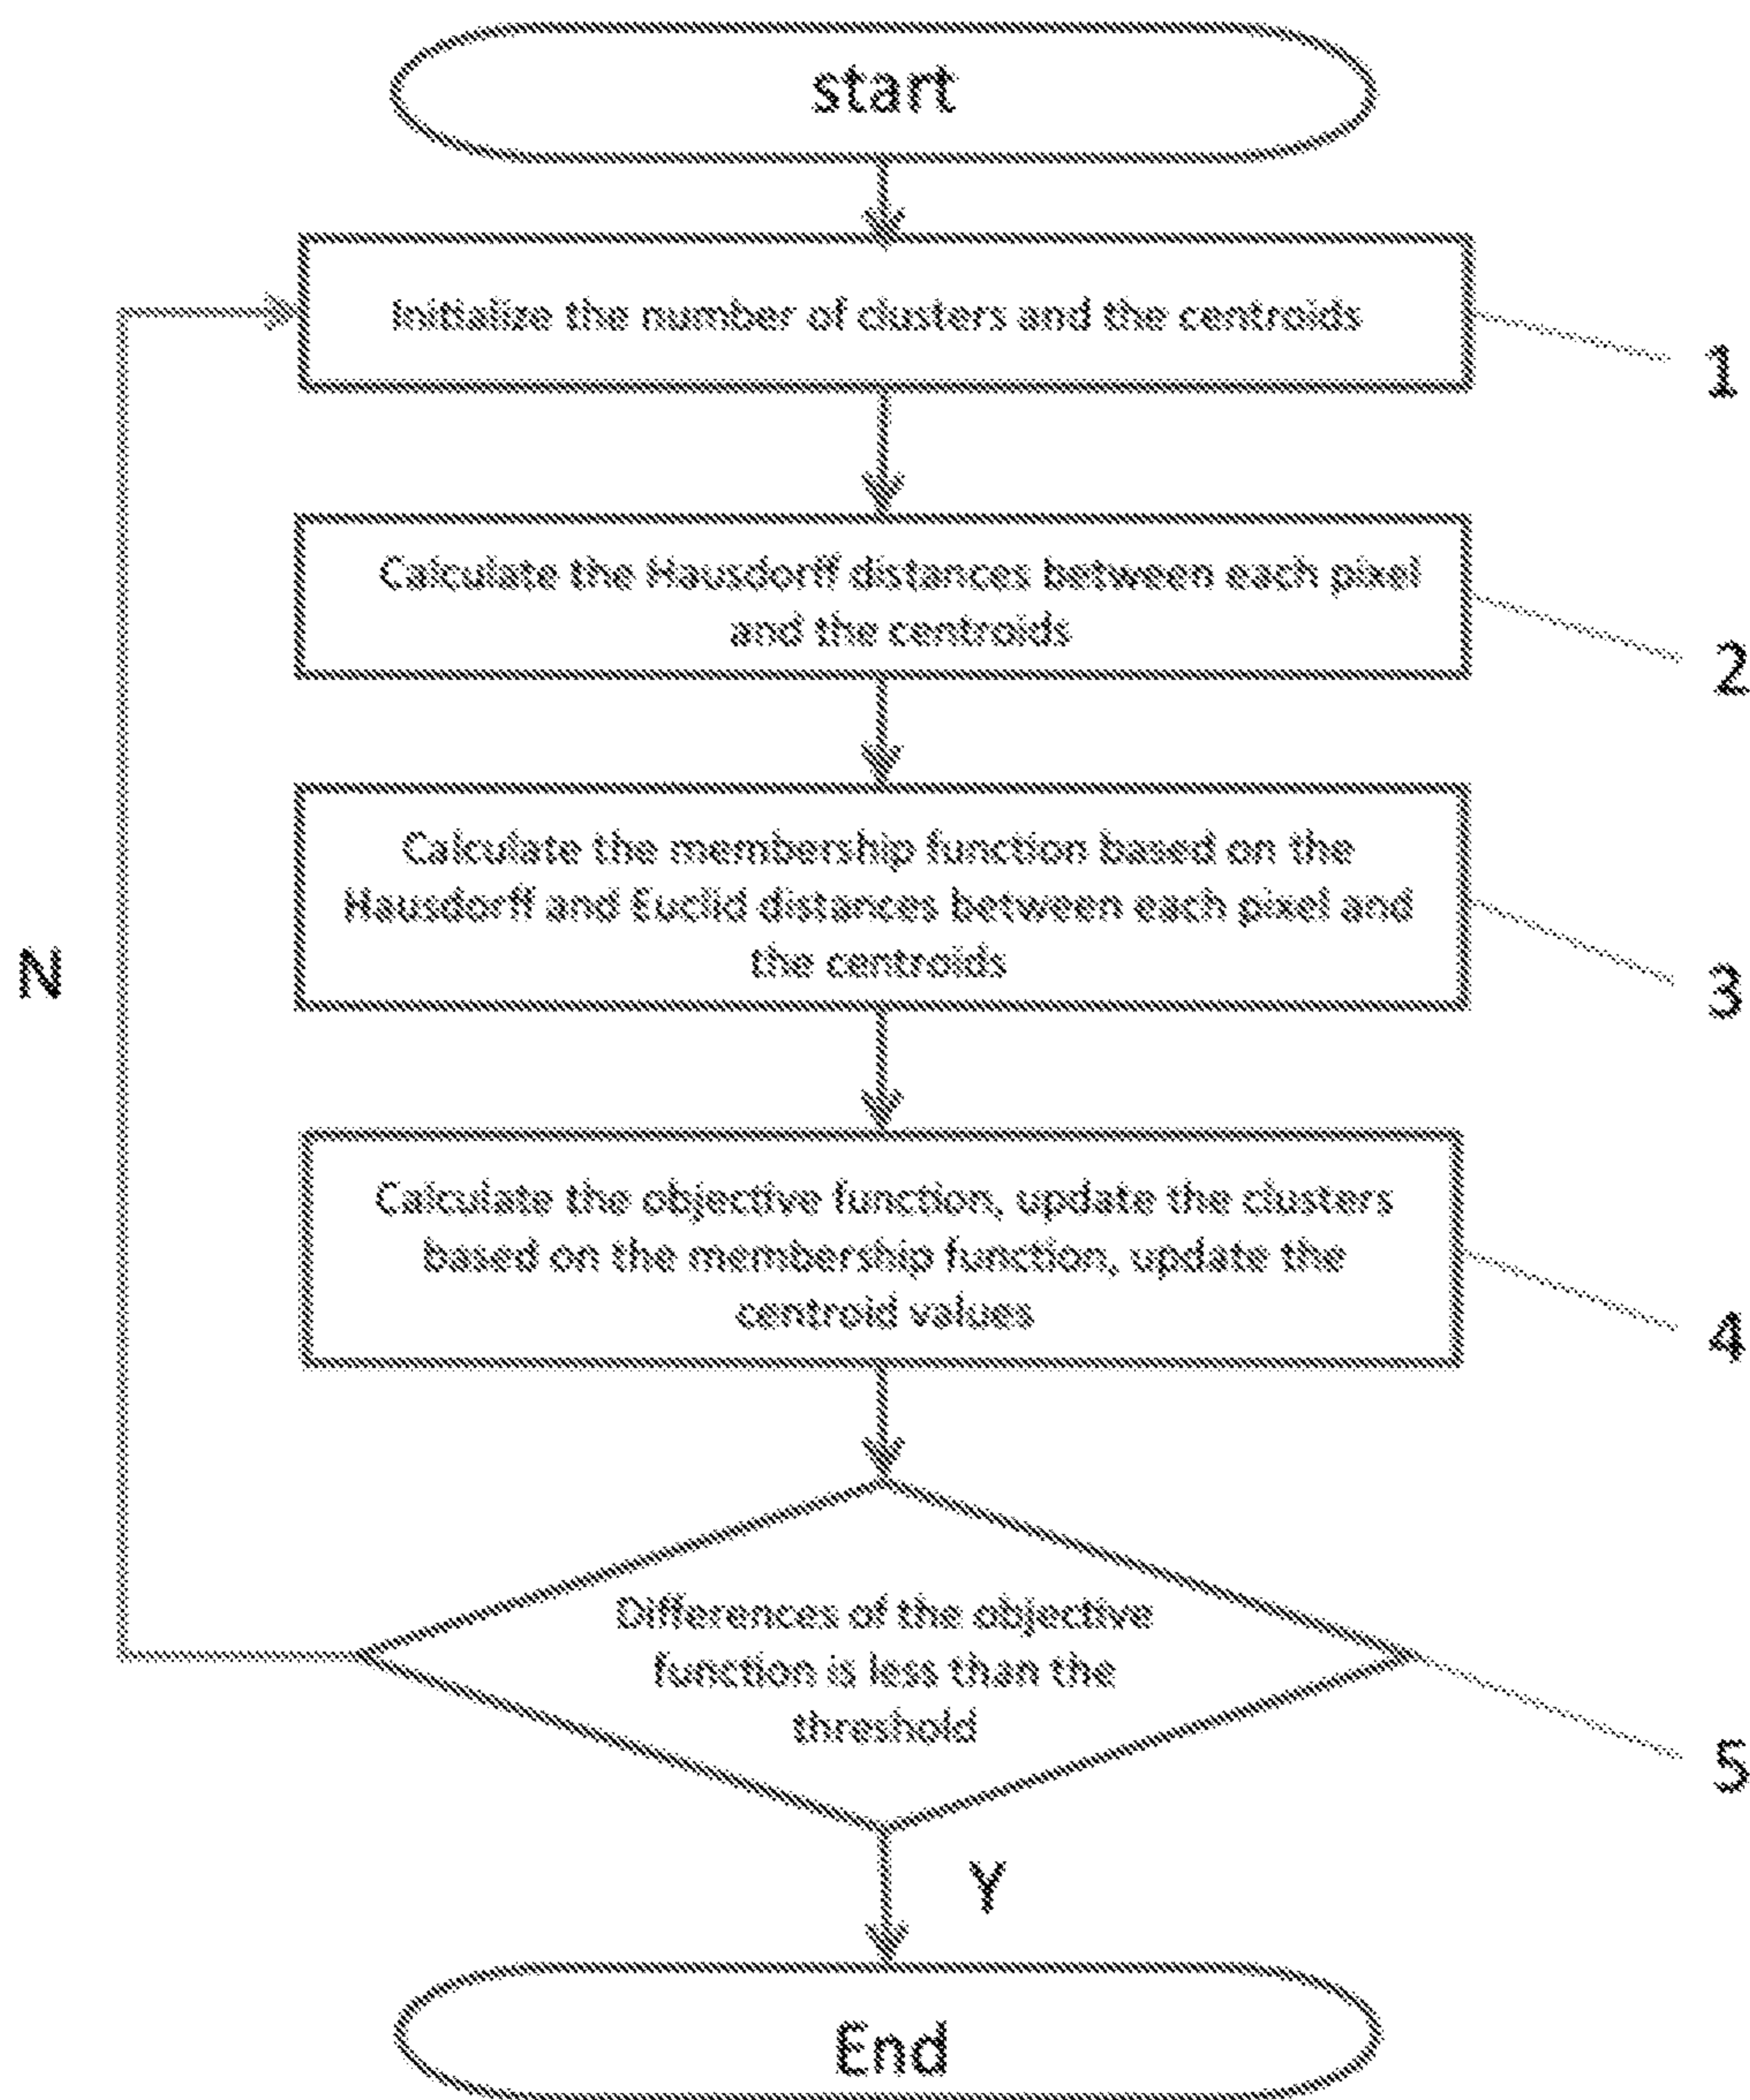 start
Initialize the number of clusters and the centroids
1
Calculate the Hausdorff distances between each pixel
and the centroids
2
Calculate the membership function based on the
Hausdorff and Euclid distances between each pixel and
the centroids
N
3
Calculate the objective function, update the clusters
based on the membership function, update the
centroid values
4
Differences of the objective
function is less than the
threshold
5
Y
End